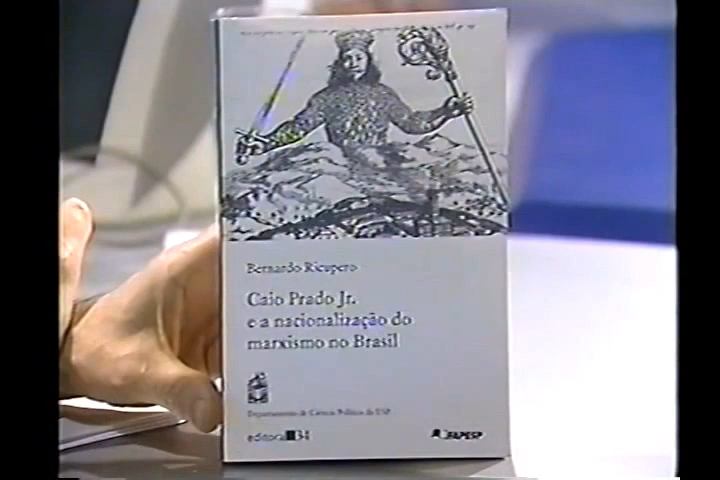 Bernardo Ricupero
Caio Prado Jr.
e a nacionalização do
marxismo no Brasil
Departamento de Ciência Política da USP
editora 34
FAPESP